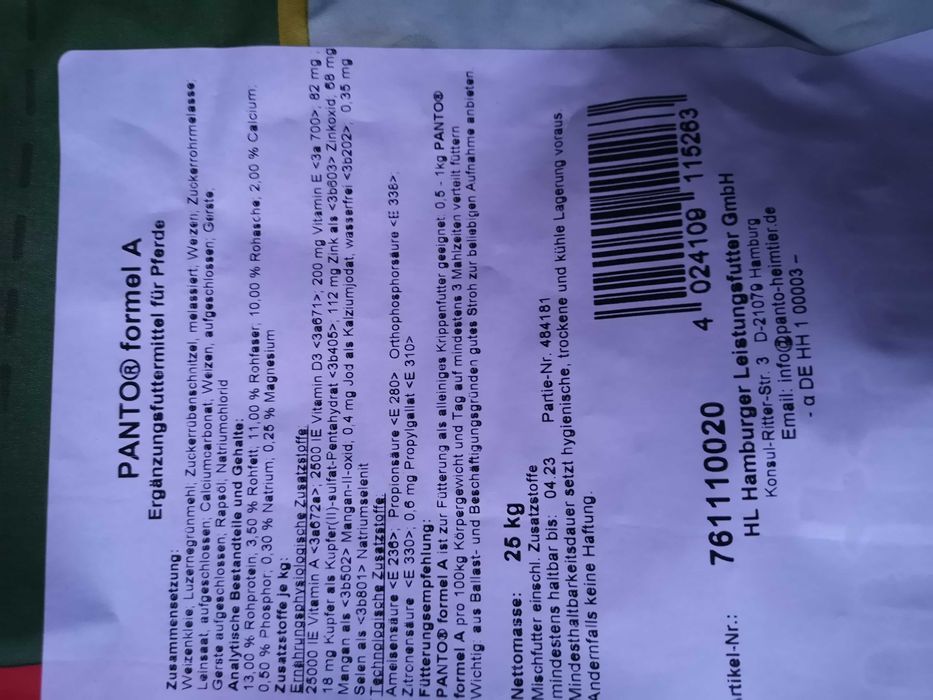 PANTO® formel A
Ergänzungsfuttermittel für Pferde
Zusammensetzung:
Weizenkleie, Luzernegrünmehl, Zuckerrübenschnitzel, melassiert, Weizen, Zuckerrohrmelasse,
Leinsaat, aufgeschlossen; Calciumcarbonat, Weizen, aufgeschlossen; Gerste,
Gerste aufgeschlossen, Rapsöl, Natriumchlorid
Analytische Bestandteile und Gehalte:
13,00 % Rohprotein, 3,50 % Rohfett, 11,00 % Rohfaser, 10,00 % Rohasche, 2,00 % Calcium,
0,50 % Phosphor, 0,30 % Natrium, 0,25 % Magnesium
Zusatzstoffe je kg:
Ernährungsphysiologische Zusatzstoffe
25000 IE Vitamin A <3a672a>, 2500 IE Vitamin D3 <3a671>, 200 mg Vitamin E <3a 700>, 82 mg,
18 mg Kupfer als Kupfer(II)-sulfat-Pentahydrat <3b405>, 112 mg Zink als <3b603> Zinkoxid, 68 mg
Mangan als <3b502> Mangan-II-oxid, 0,4 mg Jod als Kalziumjodat, wasserfrei <3b202>, 0,35 mg
Selen als <3b801> Natriumselenit
Technologische Zusatzstoffe
Ameisensäure <E 236>, Propionsäure <E 280> Orthophosphorsäure <E 338>,
Zitronensäure <E 330>, 0,6 mg Propylgallat <E 310>
Fütterungsempfehlung:
PANTO® formel A ist zur Fütterung als alleiniges Krippenfutter geeignet. 0,5 - 1kg PANTO®
formel A pro 100kg Körpergewicht und Tag auf mindestens 3 Mahlzeiten verteilt füttern
Wichtig: aus Ballast- und Beschäftigungsgründen gutes Stroh zur beliebigen Aufnahme anbieten.
Nettomasse: 25 kg
Mischfutter einschl. Zusatzstoffe
mindestens haltbar bis: 04.23 Partie-Nr. 484181
Mindesthaltbarkeitsdauer setzt hygienische, trockene und kühle Lagerung voraus.
Andernfalls keine Haftung.
4 024109 115263
rtikel-Nr.: 761110020
HL Hamburger Leistungsfutter GmbH
Konsul-Ritter-Str. 3 D-21079 Hamburg
Email: info@panto-heimtier.de
- α DE HH 1 00003 –